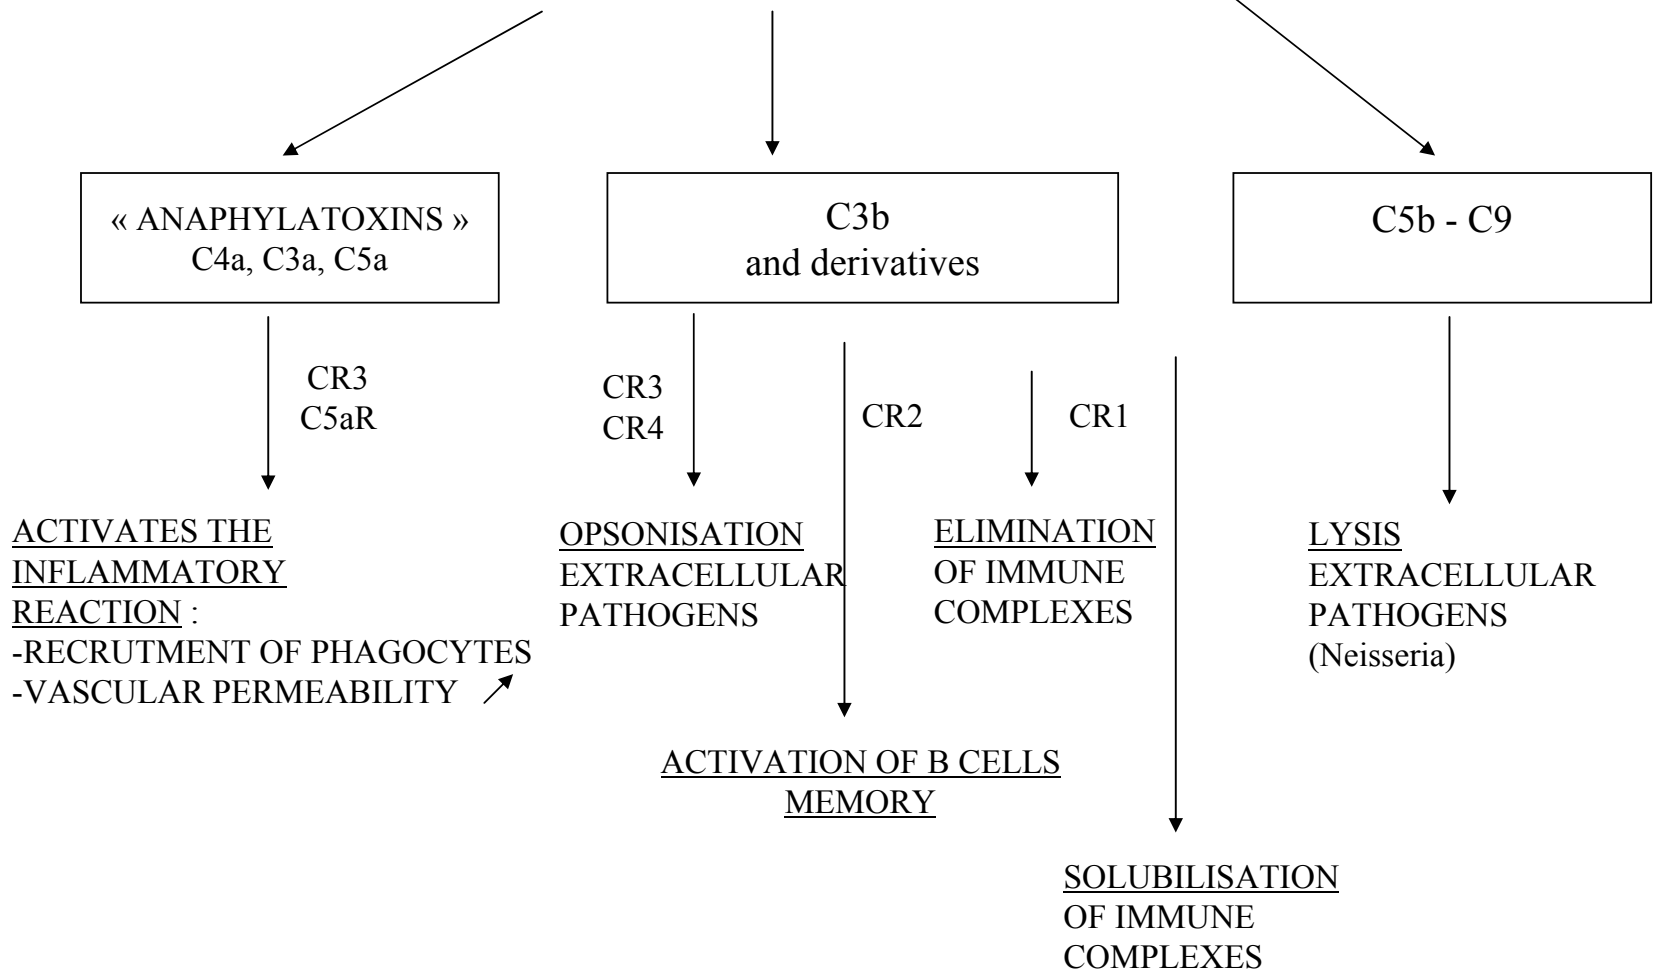 « ANAPHYLATOXINS »
C4a, C3a, C5a
C3b
and derivatives
C5b - C9
CR3
C5aR
CR3
CR4
CR2
CR1
ACTIVATES THE
INFLAMMATORY
REACTION :
-RECRUTMENT OF PHAGOCYTES
-VASCULAR PERMEABILITY
OPSONISATION
EXTRACELLULAR
PATHOGENS
ELIMINATION
OF IMMUNE
COMPLEXES
LYSIS
EXTRACELLULAR
PATHOGENS
(Neisseria)
ACTIVATION OF B CELLS
MEMORY
SOLUBILISATION
OF IMMUNE
COMPLEXES